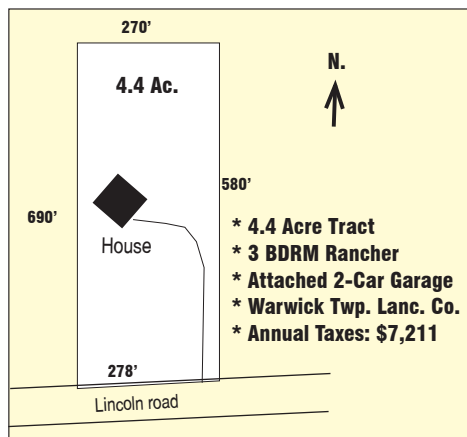 270’
N.
4.4 Ac.
580’
690’
House
* 4.4 Acre Tract
* 3 BDRM Rancher
* Attached 2-Car Garage
* Warwick Twp. Lanc. Co.
* Annual Taxes: $7,211
278’
Lincoln road